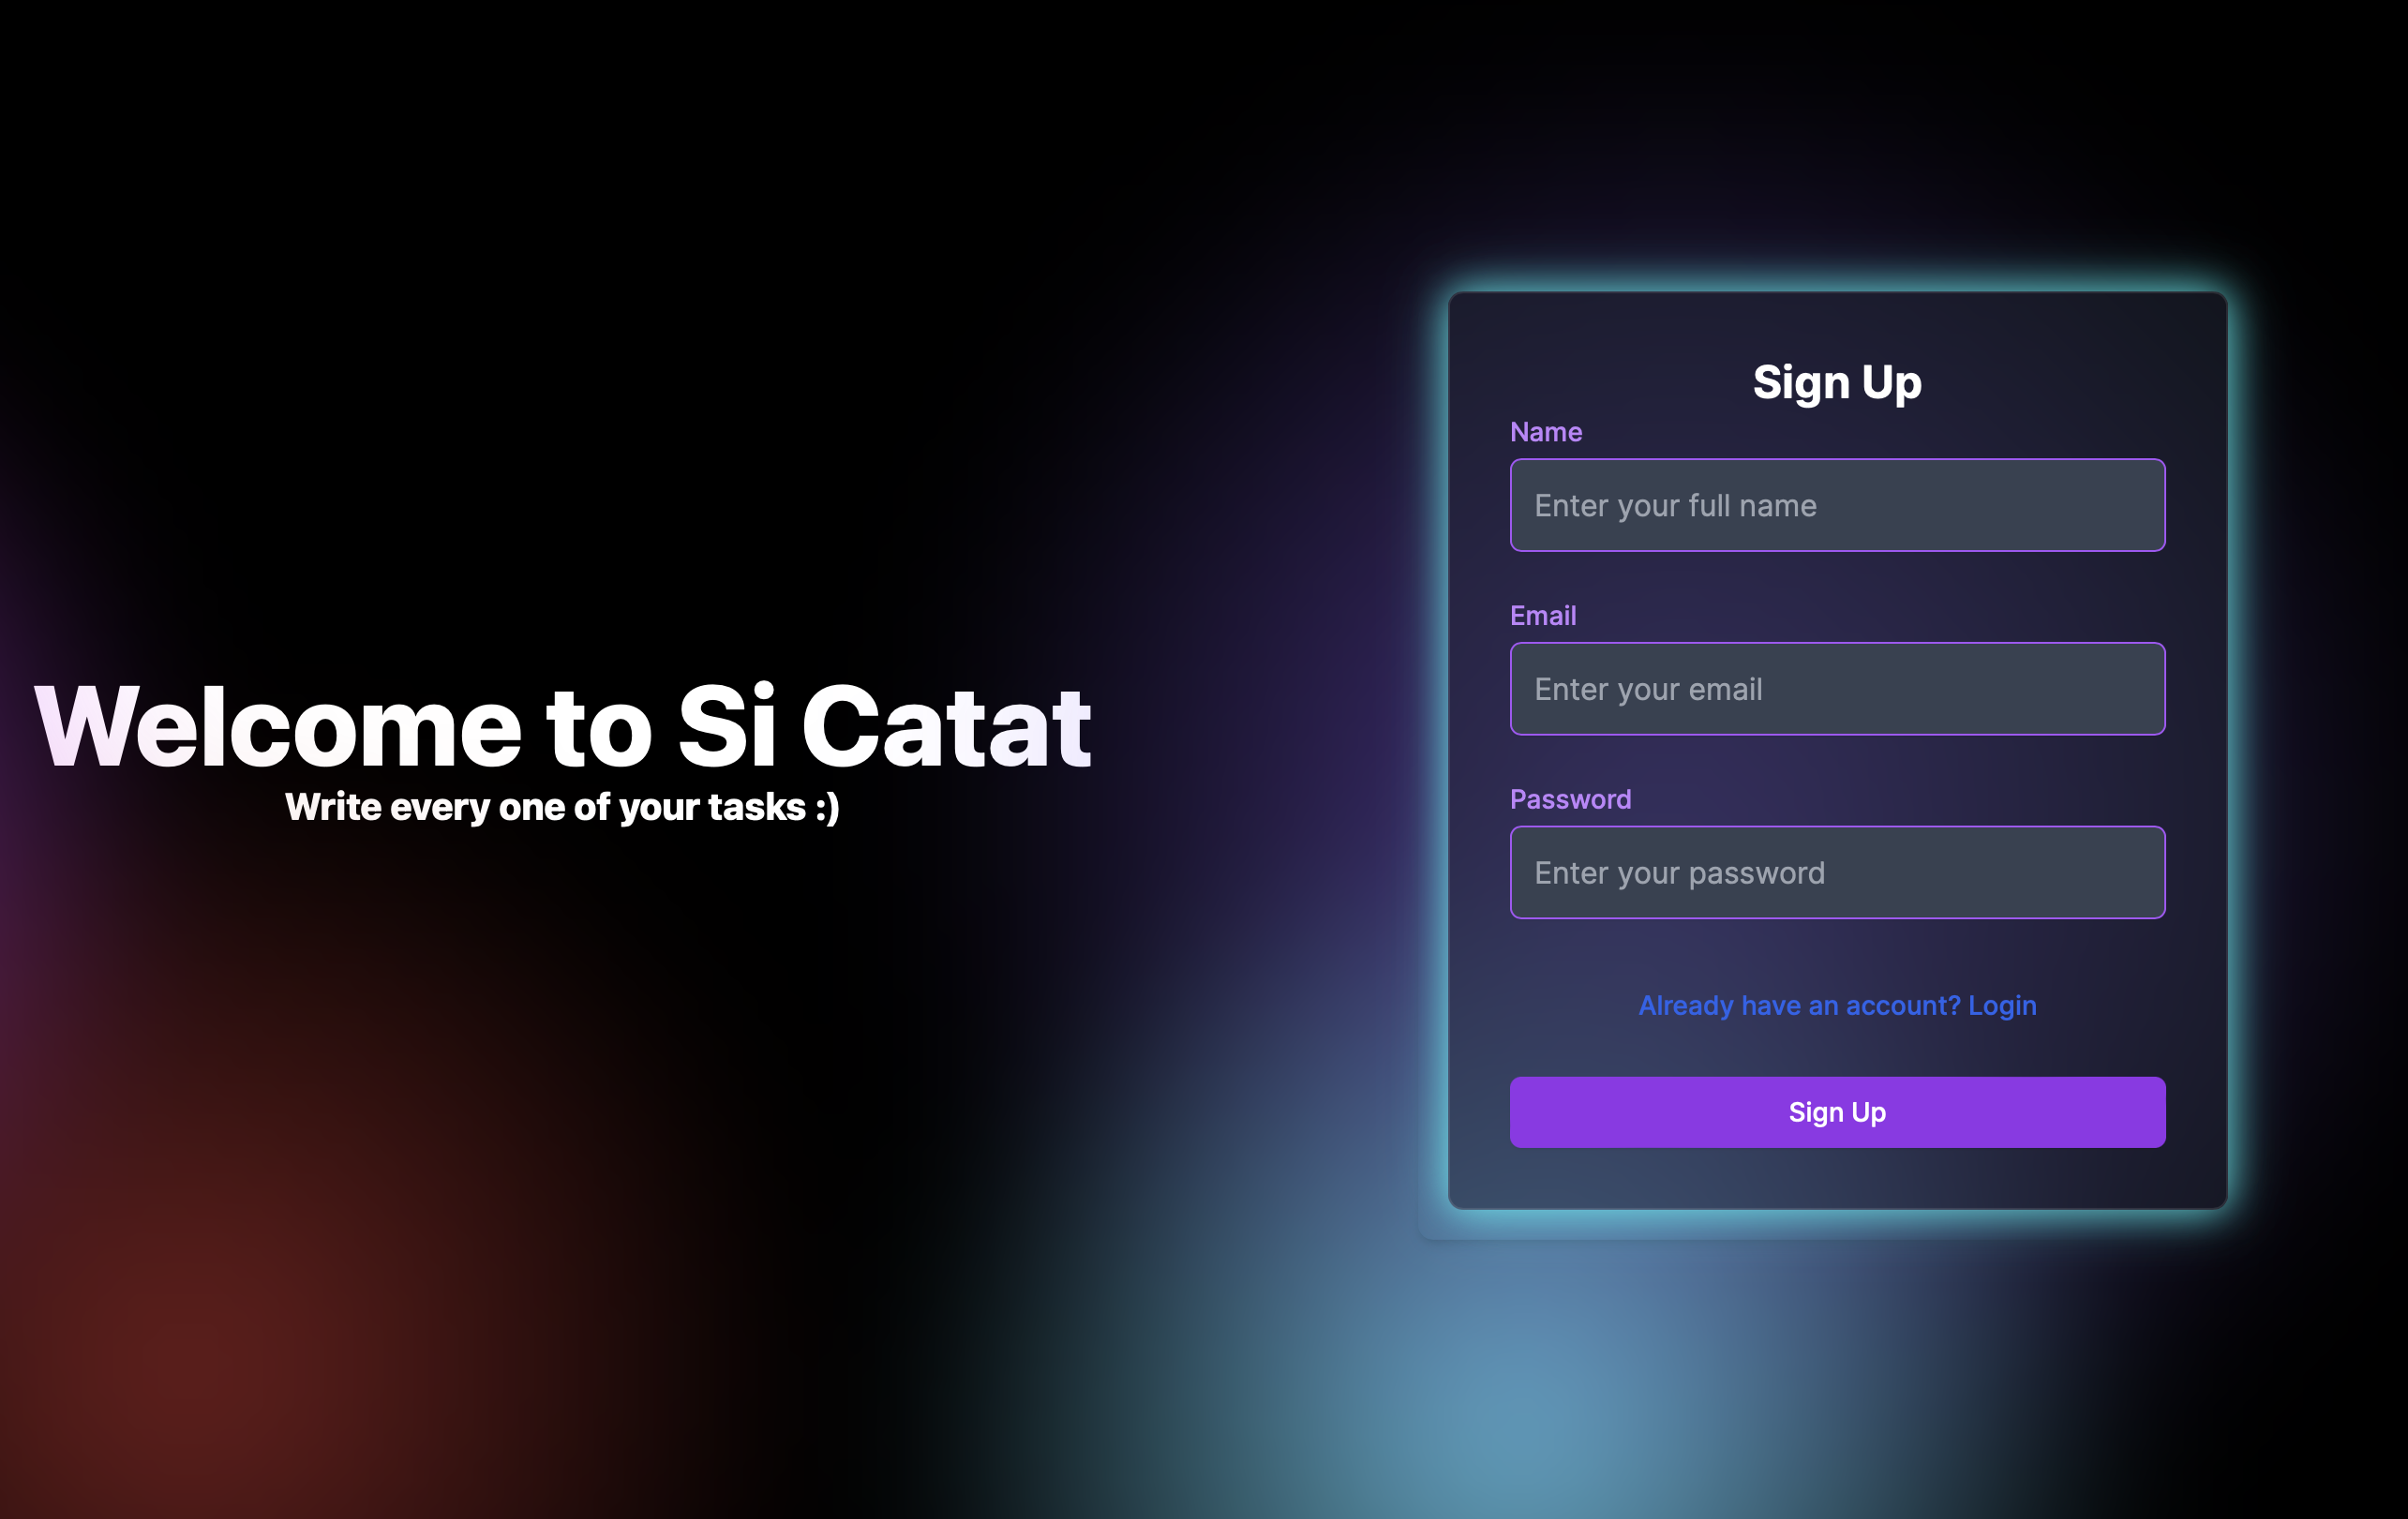 Welcome to Si Catat
Write every one of your tasks :)
Sign Up
Name
Enter your full name
Email
Enter your email
Password
Enter your password
Already have an account? Login
Sign Up